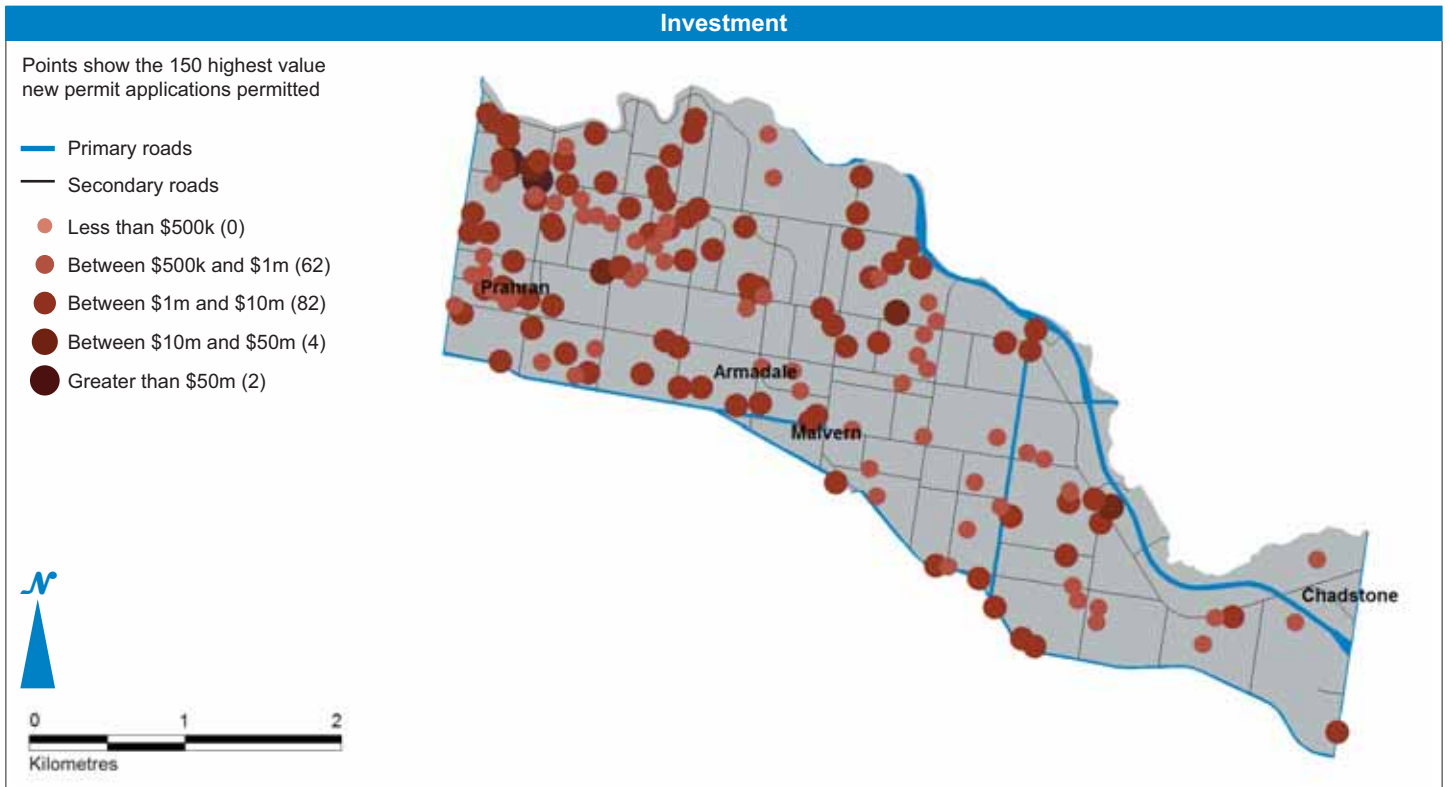 Investment
Points show the 150 highest value
new permit applications permitted
Primary roads
Secondary roads
Less than $500k (0)
Between $500k and $1m (62)
Between $1m and $10m (82)
Between $10m and $50m (4)
Greater than $50m (2)
Prahran
Armadale
Malvern
Chadstone
N
0 1 2
Kilometres